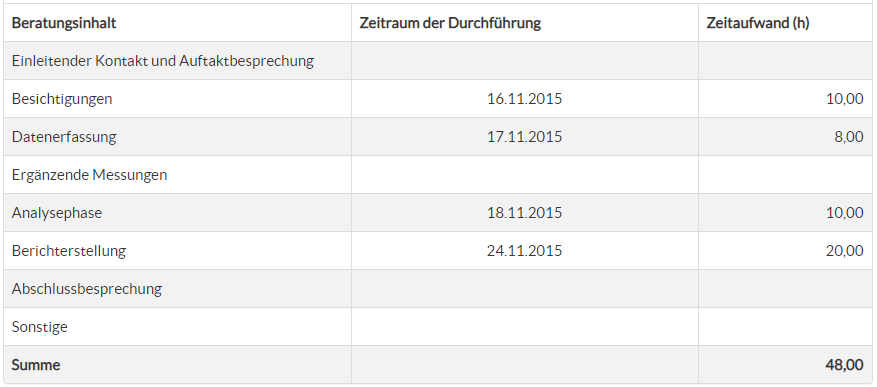 Beratungsinhalt Zeitraum der Durchführung Zeitaufwand (h)
Einleitender Kontakt und Auftaktbesprechung
Besichtigungen 16.11.2015 10,00
Datenerfassung 17.11.2015 8,00
Ergänzende Messungen
Analysephase 18.11.2015 10,00
Berichterstellung 24.11.2015 20,00
Abschlussbesprechung
Sonstige
Summe 48,00